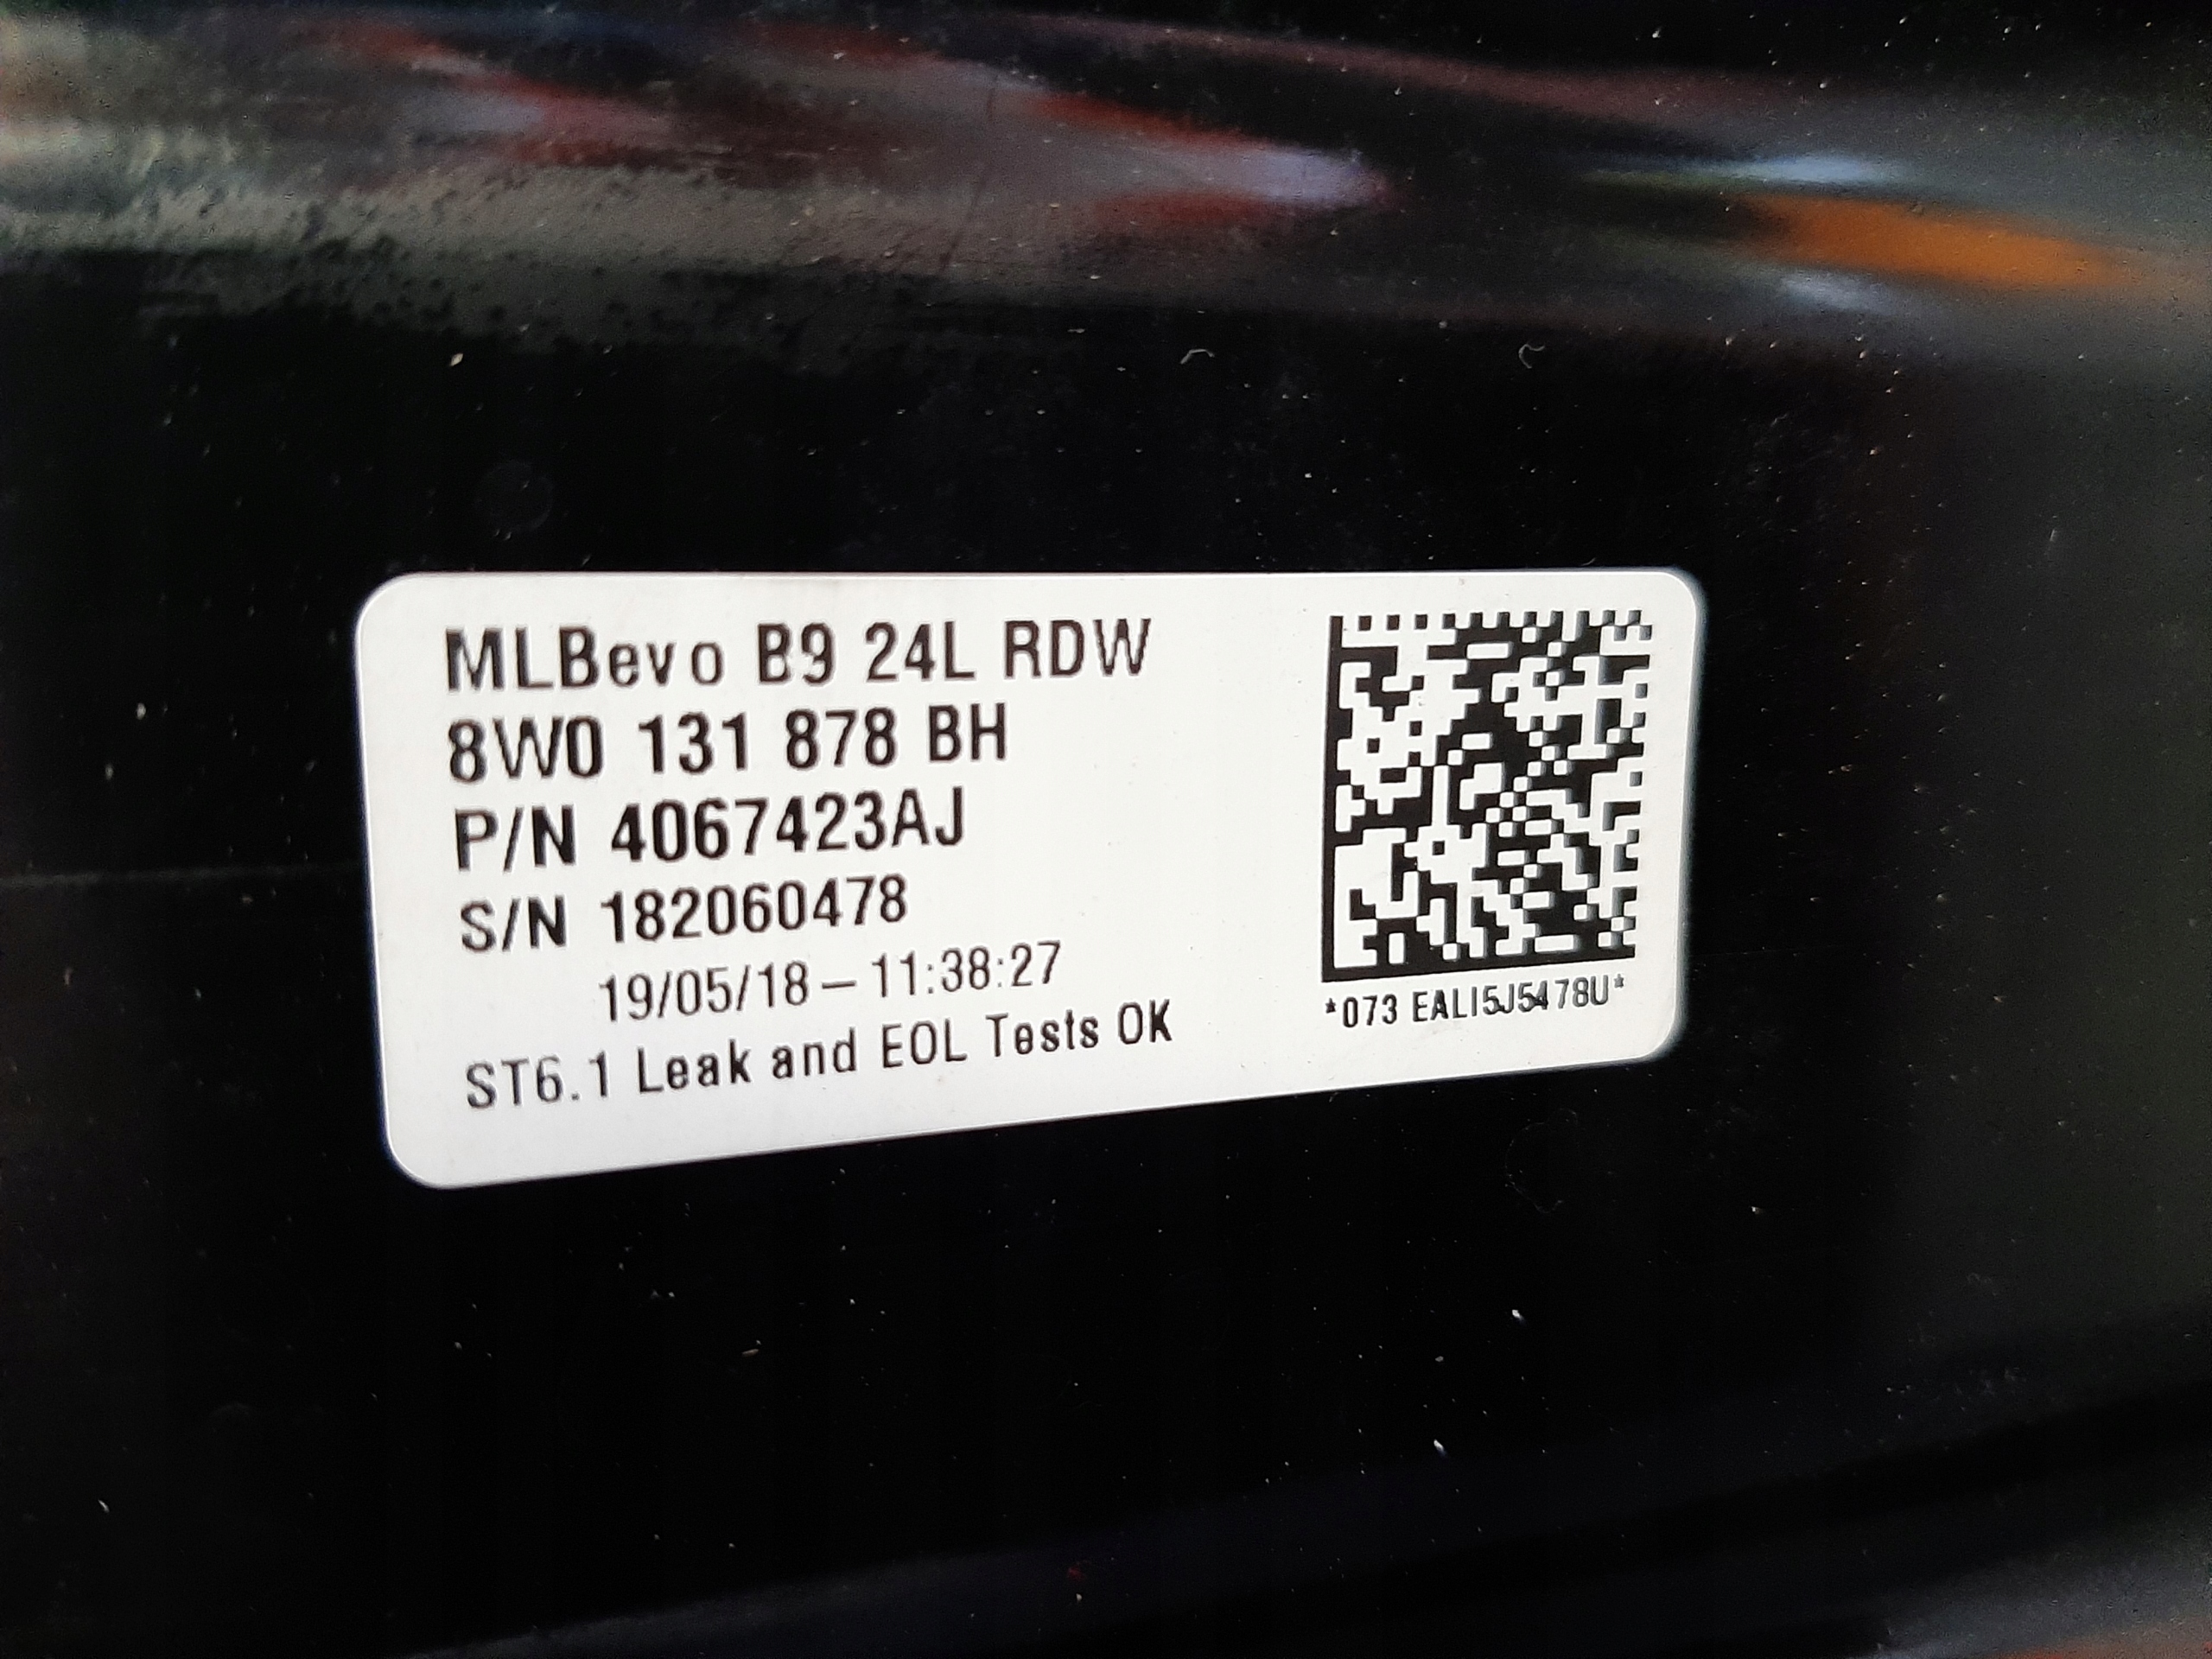 MLBevo B9 24L RDW
8W0 131 878 BH
P/N 4067423AJ
S/N 182060478
19/05/18 – 11:38:27
ST6.1 Leak and EOL Tests OK
*073 EALI5J5478U*